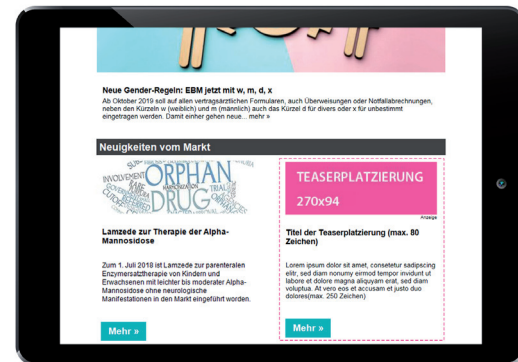 Neue Gender-Regeln: EBM jetzt mit w, m, d, x
Ab Oktober 2019 soll auf allen vertragsärztlichen Formularen, auch Überweisungen oder Notfallabrechnungen,
neben den Kürzeln w (weiblich) und m (männlich) auch das Kürzel d für divers oder x für unbestimmt
eingetragen werden. Damit einher gehen neue... mehr »
Neuigkeiten vom Markt
INVOLVEMENT
ORPHAN
HARMONIZATION
TRIAL
DRUG
Lamzede zur Therapie der Alpha-
Mannosidose
Zum 1. Juli 2018 ist Lamzede zur parenteralen
Enzymersatztherapie von Kindern und
Erwachsenen mit leichter bis moderater Alpha-
Mannosidose ohne neurologische
Manifestationen in den Markt eingeführt worden.
Mehr »
TEASERPLATZIERUNG
270x94
Anzeige
Titel der Teaserplatzierung (max. 80
Zeichen)
Lorem ipsum dolor sit amet, consetetur sadipscing
elitr, sed diam nonumy eirmod tempor invidunt ut
labore et dolore magna aliquyam erat, sed diam
voluptua. At vero eos et accusam et justo duo
dolores(max. 250 Zeichen)
Mehr »